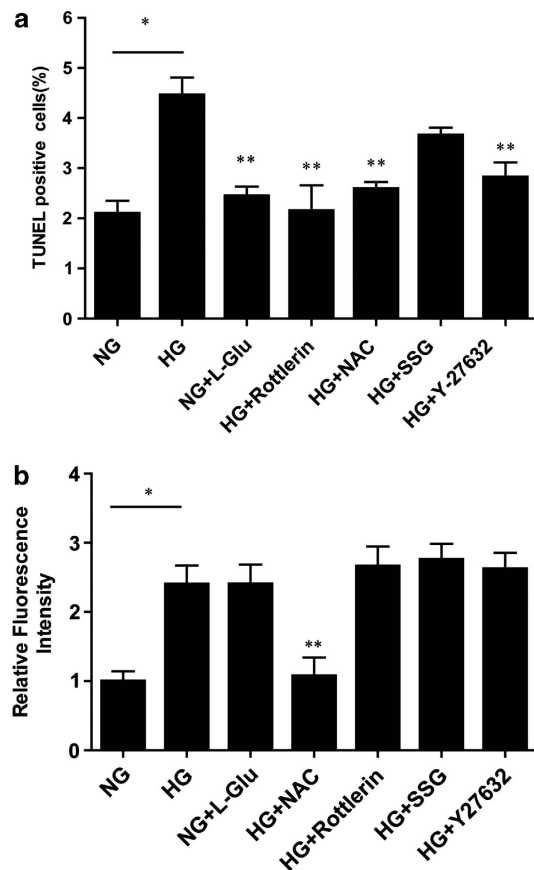 a
TUNEL positive cells(%)
6
5
4
3
2
1
0
*
**
**
**
**
NG
HG
NG+L-Glu
HG+Rottlerin
HG+NAC
HG+SSG
HG+Y-27632
b
Relative Fluorescence
Intensity
4
3
2
1
0
*
**
NG
HG
NG+L-Glu
HG+NAC
HG+Rottlerin
HG+SSG
HG+Y27632